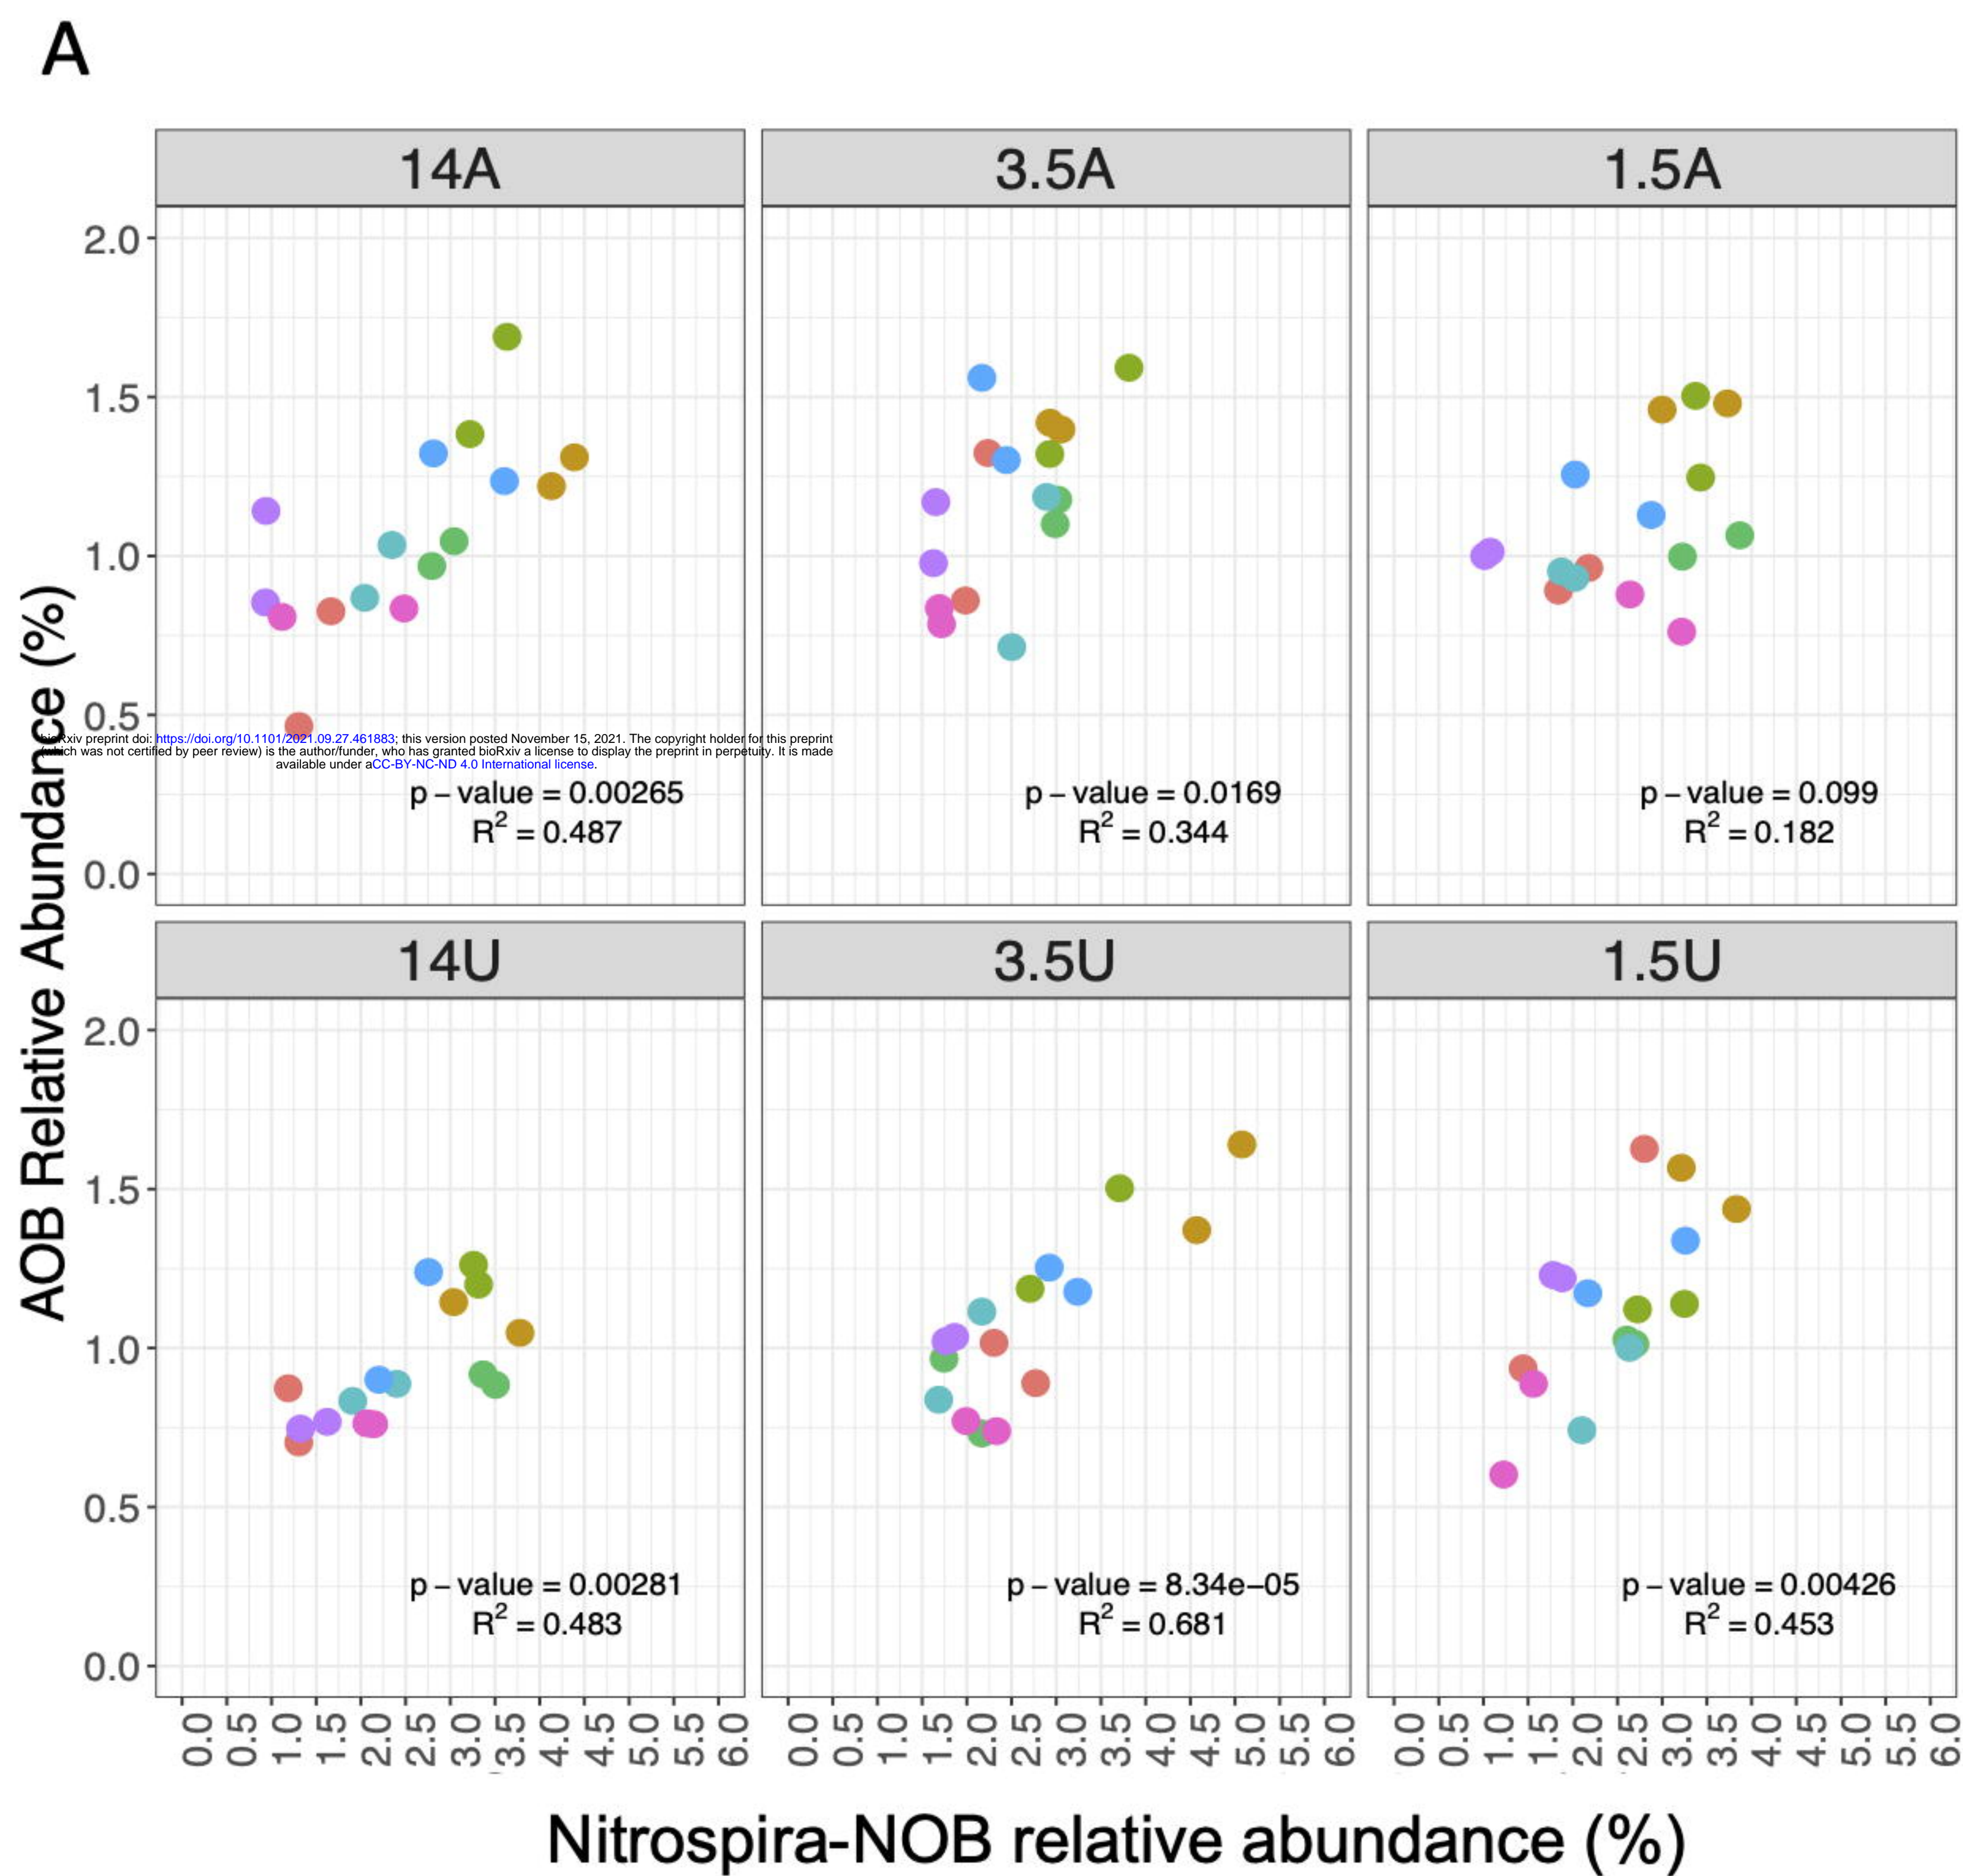 A
14A
3.5A
1.5A
2.0
1.5
1.0
0.5
0.0
bioRxiv preprint doi: https://doi.org/10.1101/2021.09.27.461883; this version posted November 15, 2021. The copyright holder for this preprint
(which was not certified by peer review) is the author/funder, who has granted bioRxiv a license to display the preprint in perpetuity. It is made
available under aCC-BY-NC-ND 4.0 International license.
p – value = 0.00265
R² = 0.487
p – value = 0.0169
R² = 0.344
p – value = 0.099
R² = 0.182
AOB Relative Abundance (%)
14U
3.5U
1.5U
2.0
1.5
1.0
0.5
0.0
p – value = 0.00281
R² = 0.483
p – value = 8.34e−05
R² = 0.681
p – value = 0.00426
R² = 0.453
0.0 0.5 1.0 1.5 2.0 2.5 3.0 3.5 4.0 4.5 5.0 5.5 6.0
0.0 0.5 1.0 1.5 2.0 2.5 3.0 3.5 4.0 4.5 5.0 5.5 6.0
0.0 0.5 1.0 1.5 2.0 2.5 3.0 3.5 4.0 4.5 5.0 5.5 6.0
Nitrospira-NOB relative abundance (%)